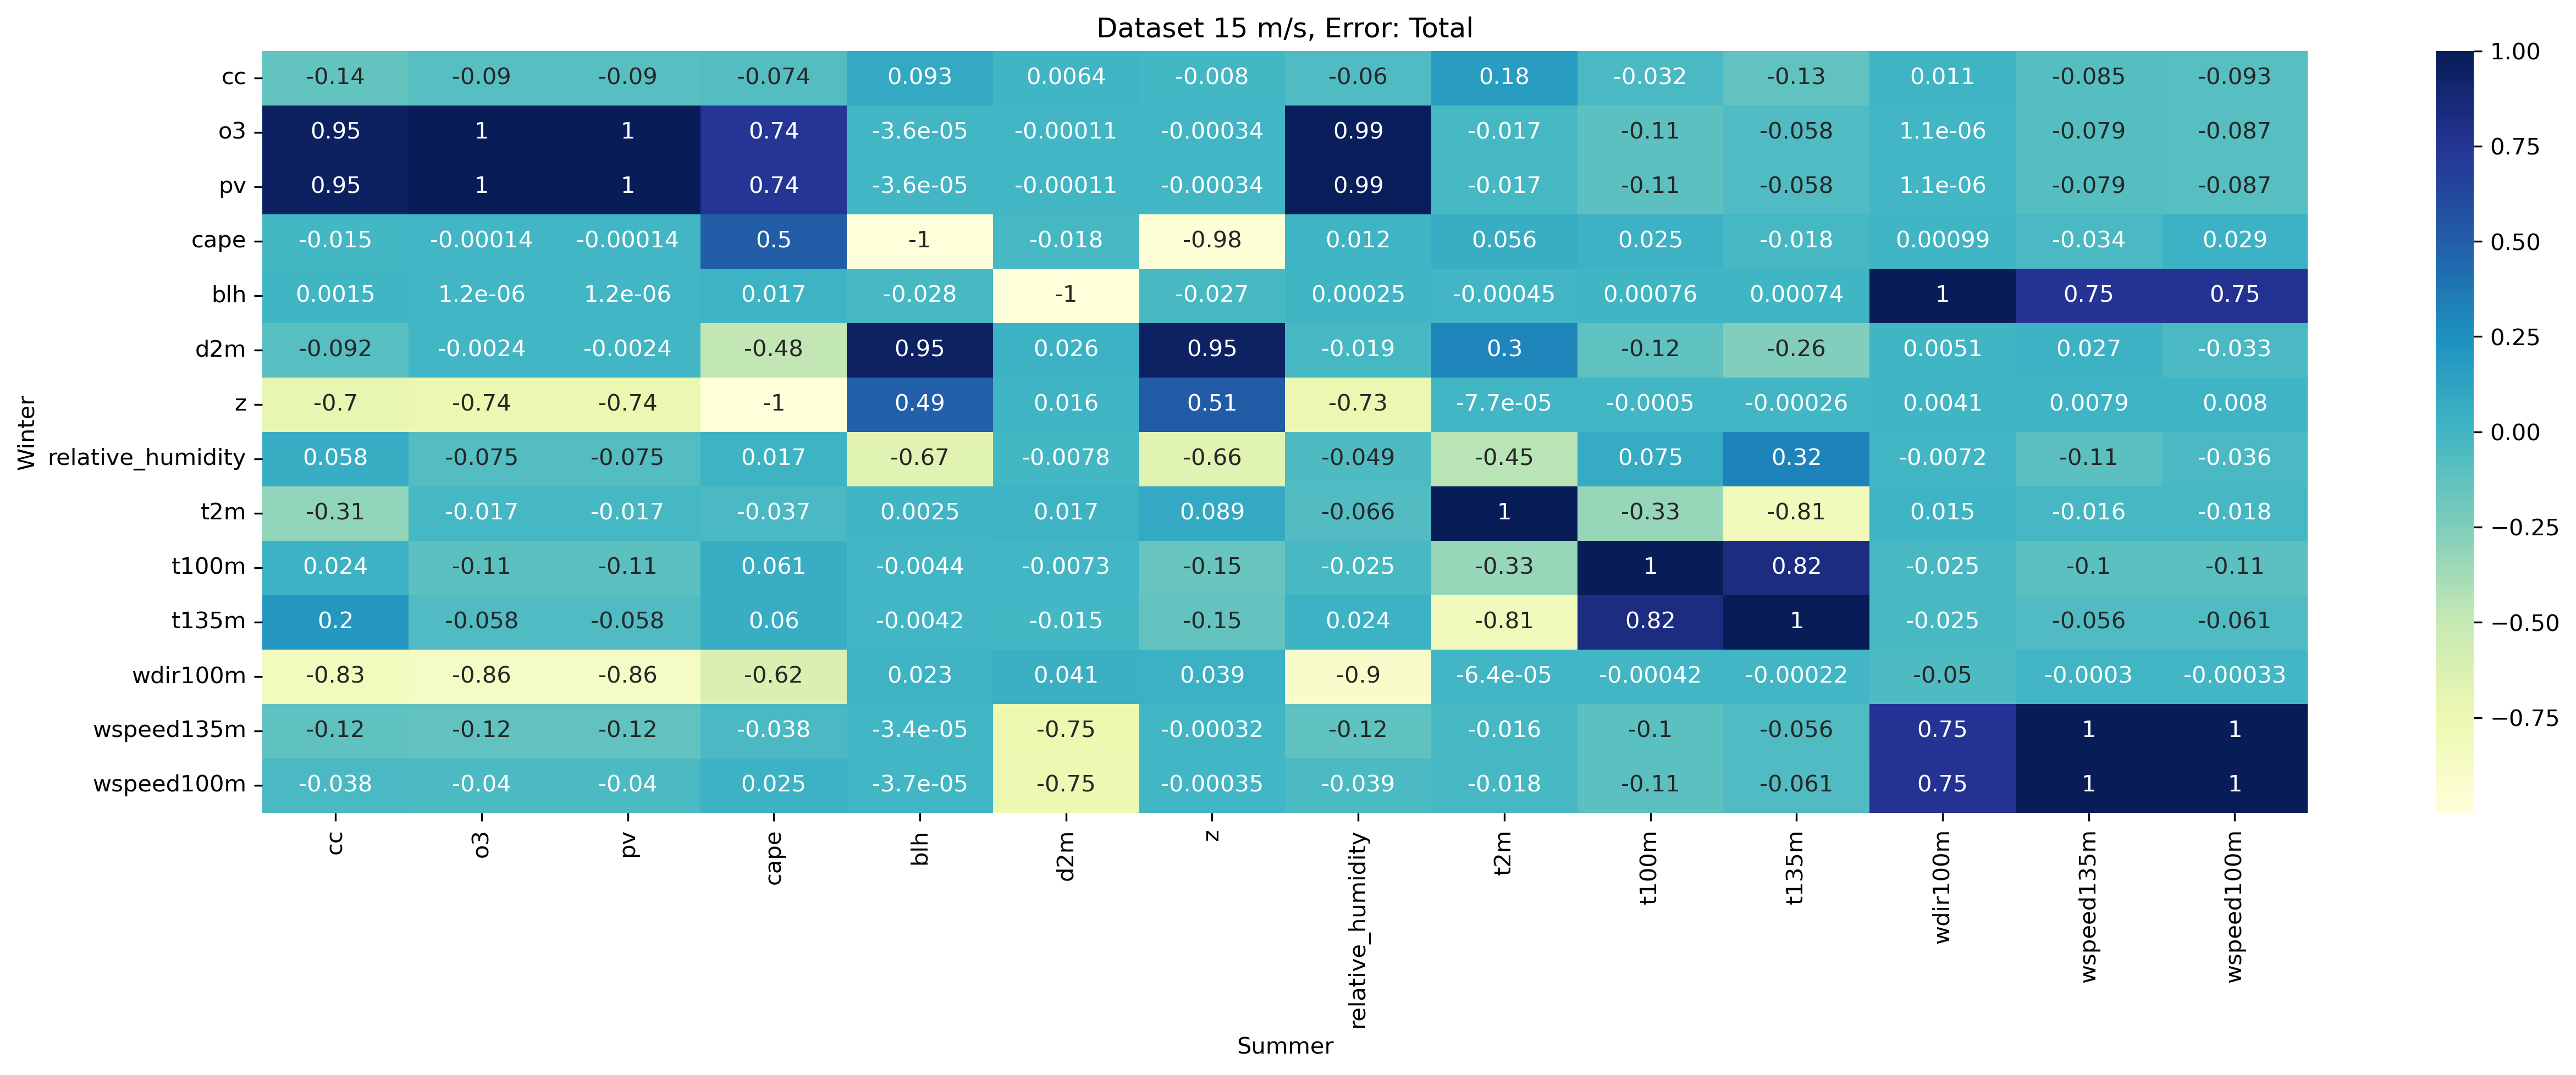 Dataset 15 m/s, Error: Total
cc -0.14 -0.09 -0.09 -0.074 0.093 0.0064 -0.008 -0.06 0.18 -0.032 -0.13 0.011 -0.085 -0.093
o3 0.95 1 1 0.74 -3.6e-05 -0.00011 -0.00034 0.99 -0.017 -0.11 -0.058 1.1e-06 -0.079 -0.087
pv 0.95 1 1 0.74 -3.6e-05 -0.00011 -0.00034 0.99 -0.017 -0.11 -0.058 1.1e-06 -0.079 -0.087
cape -0.015 -0.00014 -0.00014 0.5 -1 -0.018 -0.98 0.012 0.056 0.025 -0.018 0.00099 -0.034 0.029
blh 0.0015 1.2e-06 1.2e-06 0.017 -0.028 -1 -0.027 0.00025 -0.00045 0.00076 0.00074 1 0.75 0.75
d2m -0.092 -0.0024 -0.0024 -0.48 0.95 0.026 0.95 -0.019 0.3 -0.12 -0.26 0.0051 0.027 -0.033
z -0.7 -0.74 -0.74 -1 0.49 0.016 0.51 -0.73 -7.7e-05 -0.0005 -0.00026 0.0041 0.0079 0.008
relative_humidity 0.058 -0.075 -0.075 0.017 -0.67 -0.0078 -0.66 -0.049 -0.45 0.075 0.32 -0.0072 -0.11 -0.036
t2m -0.31 -0.017 -0.017 -0.037 0.0025 0.017 0.089 -0.066 1 -0.33 -0.81 0.015 -0.016 -0.018
t100m 0.024 -0.11 -0.11 0.061 -0.0044 -0.0073 -0.15 -0.025 -0.33 1 0.82 -0.025 -0.1 -0.11
t135m 0.2 -0.058 -0.058 0.06 -0.0042 -0.015 -0.15 0.024 -0.81 0.82 1 -0.025 -0.056 -0.061
wdir100m -0.83 -0.86 -0.86 -0.62 0.023 0.041 0.039 -0.9 -6.4e-05 -0.00042 -0.00022 -0.05 -0.0003 -0.00033
wspeed135m -0.12 -0.12 -0.12 -0.038 -3.4e-05 -0.75 -0.00032 -0.12 -0.016 -0.1 -0.056 0.75 1 1
wspeed100m -0.038 -0.04 -0.04 0.025 -3.7e-05 -0.75 -0.00035 -0.039 -0.018 -0.11 -0.061 0.75 1 1
Winter
cc o3 pv cape blh d2m z relative_humidity t2m t100m t135m wdir100m wspeed135m wspeed100m
Summer
1.00
0.75
0.50
0.25
0.00
−0.25
−0.50
−0.75